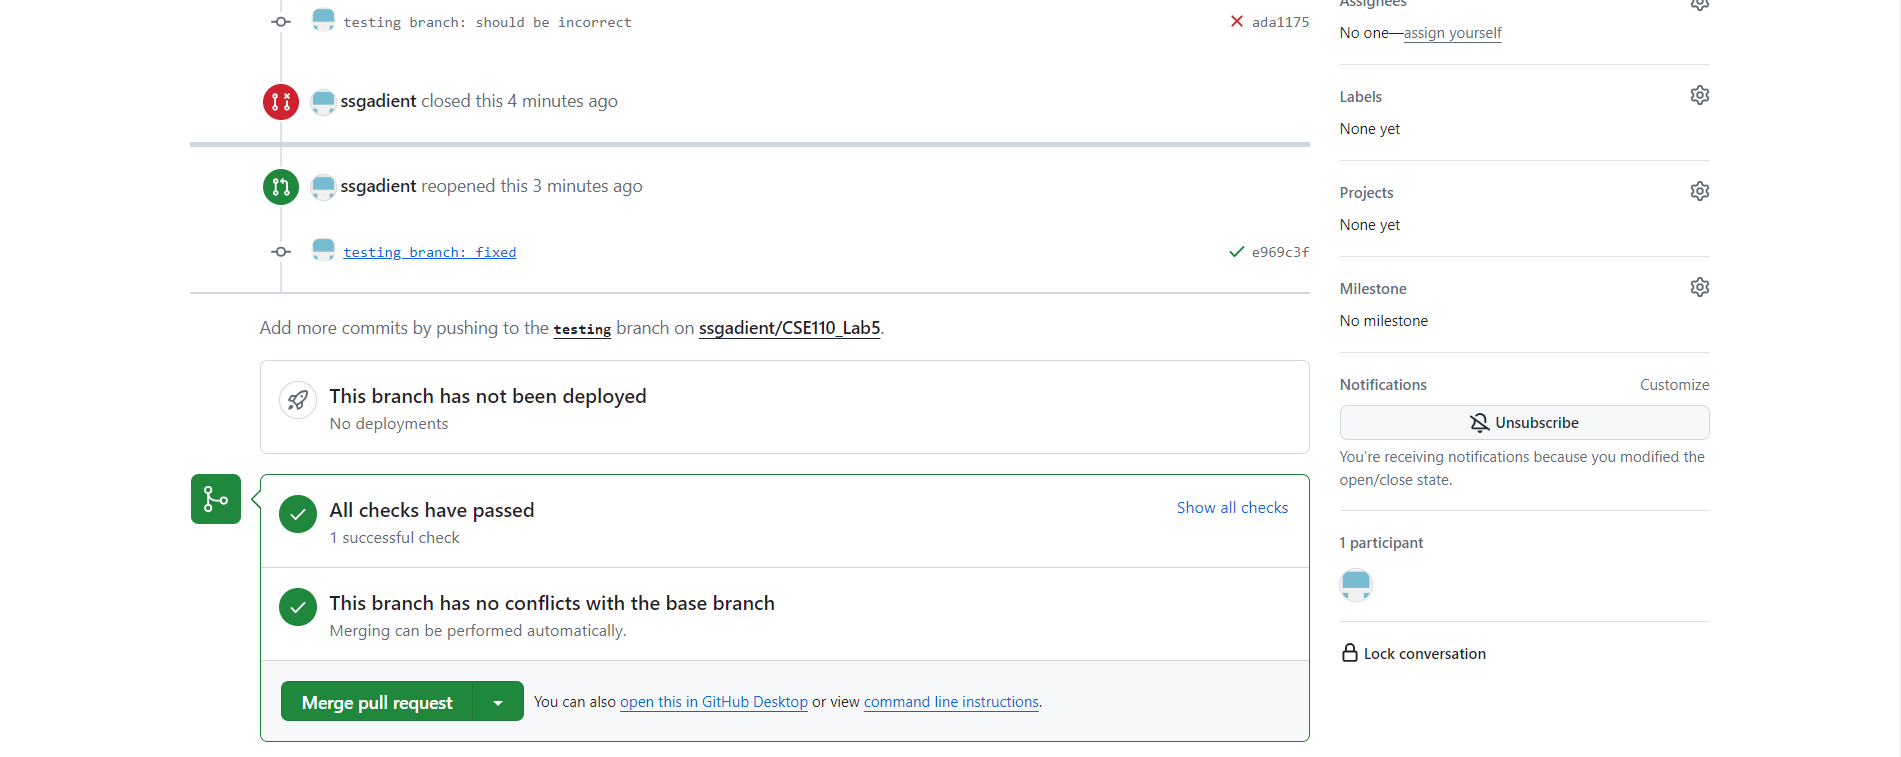 testing branch: should be incorrect
ada1175
ssgadient closed this 4 minutes ago
ssgadient reopened this 3 minutes ago
testing branch: fixed
e969c3f
Add more commits by pushing to the testing branch on ssgadient/CSE110_Lab5.
This branch has not been deployed
No deployments
All checks have passed
Show all checks
1 successful check
This branch has no conflicts with the base branch
Merging can be performed automatically.
Merge pull request
You can also open this in GitHub Desktop or view command line instructions.
Assignees
No one—assign yourself
Labels
None yet
Projects
None yet
Milestone
No milestone
Notifications
Customize
Unsubscribe
You're receiving notifications because you modified the
open/close state.
1 participant
Lock conversation